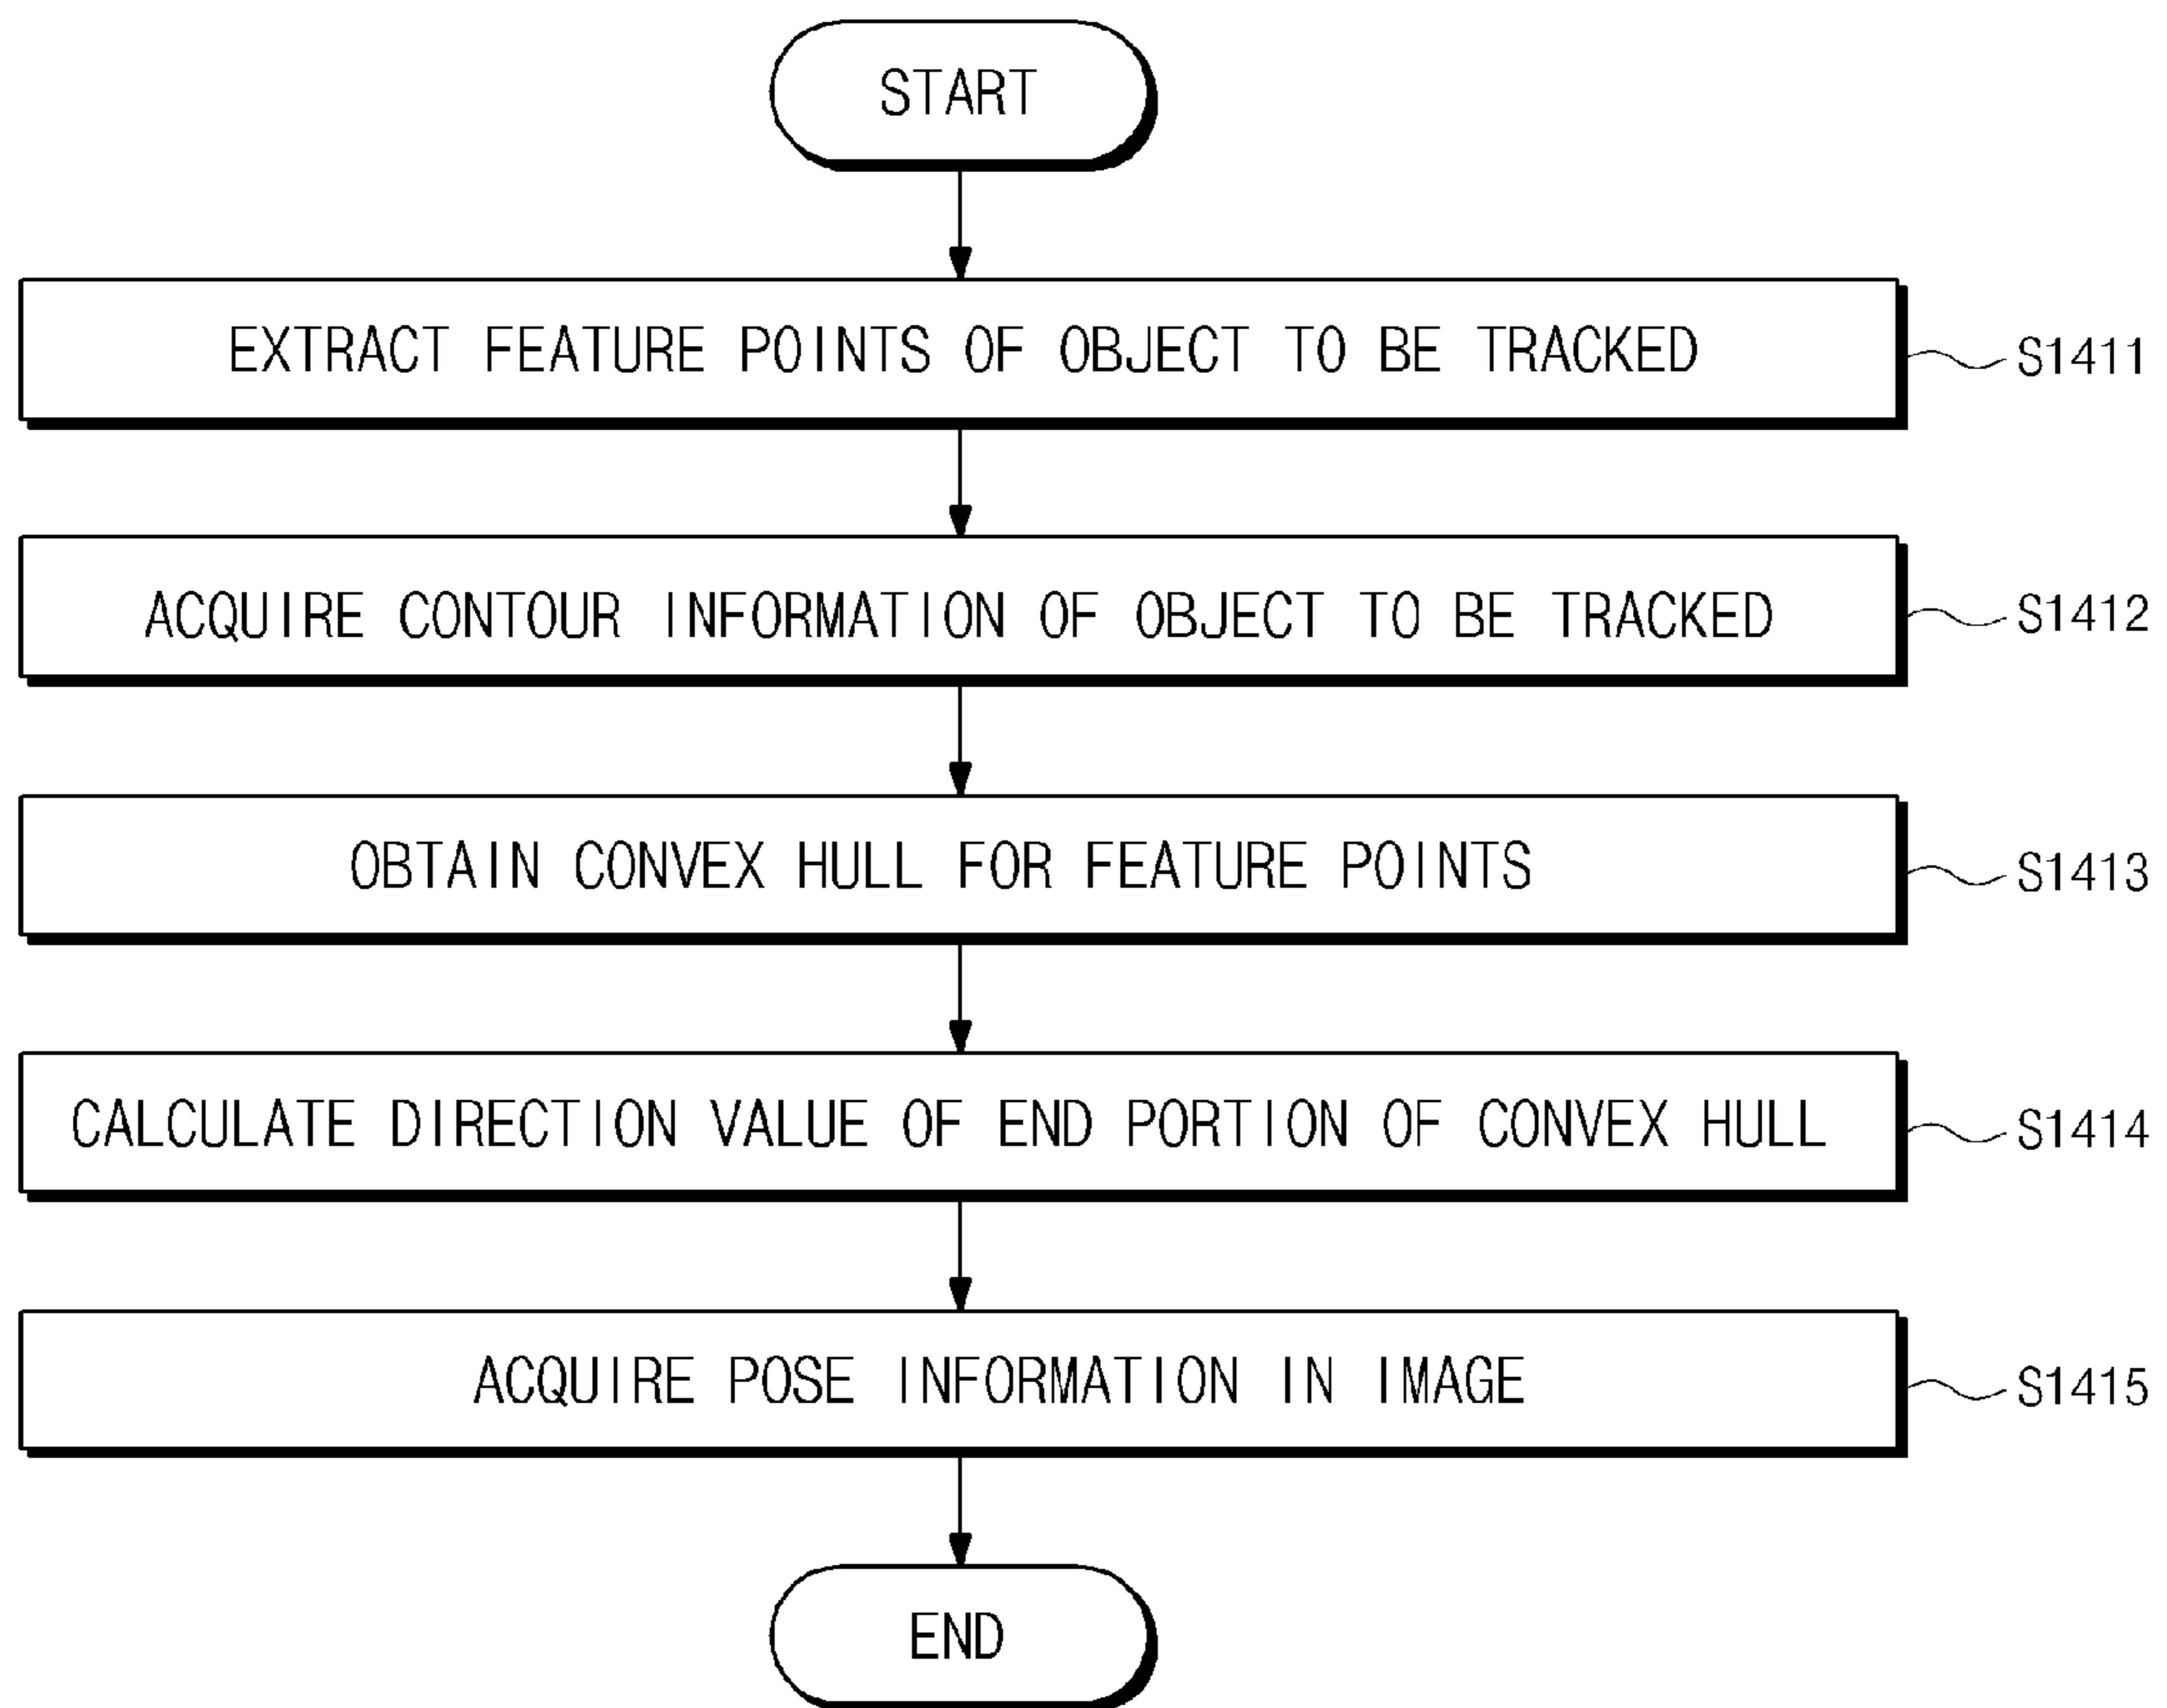 START
EXTRACT FEATURE POINTS OF OBJECT TO BE TRACKED
S1411
ACQUIRE CONTOUR INFORMATION OF OBJECT TO BE TRACKED
S1412
OBTAIN CONVEX HULL FOR FEATURE POINTS
S1413
CALCULATE DIRECTION VALUE OF END PORTION OF CONVEX HULL
S1414
ACQUIRE POSE INFORMATION IN IMAGE
S1415
END